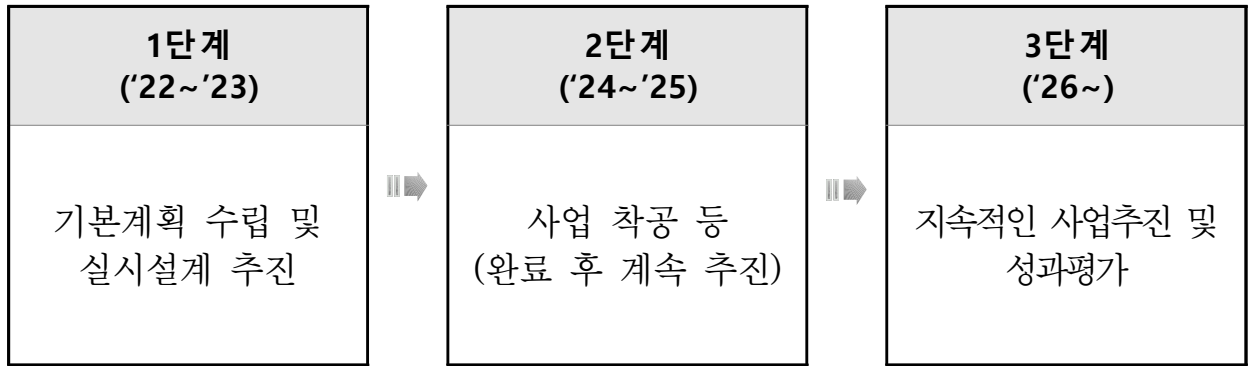 1단계
(‘22~’23)
기본계획 수립 및
실시설계 추진
2단계
(‘24~’25)
사업 착공 등
(완료 후 계속 추진)
3단계
(‘26~)
지속적인 사업추진 및
성과평가